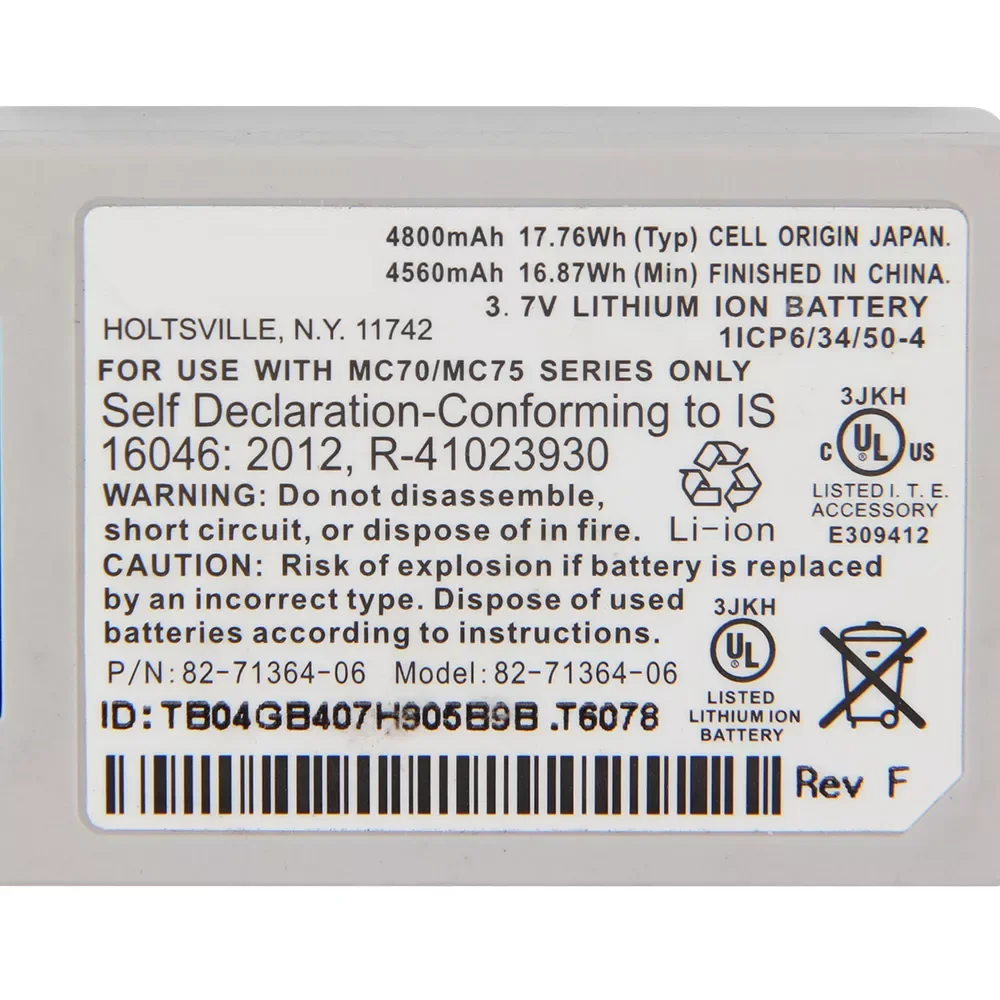 4800mAh 17.76Wh (Typ) CELL ORIGIN JAPAN.
4560mAh 16.87Wh (Min) FINISHED IN CHINA.
3.7V LITHIUM ION BATTERY
HOLTSVILLE, N.Y. 11742
1ICP6/34/50-4
FOR USE WITH MC70/MC75 SERIES ONLY
Self Declaration-Conforming to IS
16046: 2012, R-41023930
3JKH
C UL US
®
LISTED I. T. E.
ACCESSORY
E309412
WARNING: Do not disassemble,
short circuit, or dispose of in fire.
Li-ion
CAUTION: Risk of explosion if battery is replaced
by an incorrect type. Dispose of used
batteries according to instructions.
3JKH
UL
®
LISTED
LITHIUM ION
BATTERY
P/N: 82-71364-06 Model: 82-71364-06
ID: .T6078
Rev F